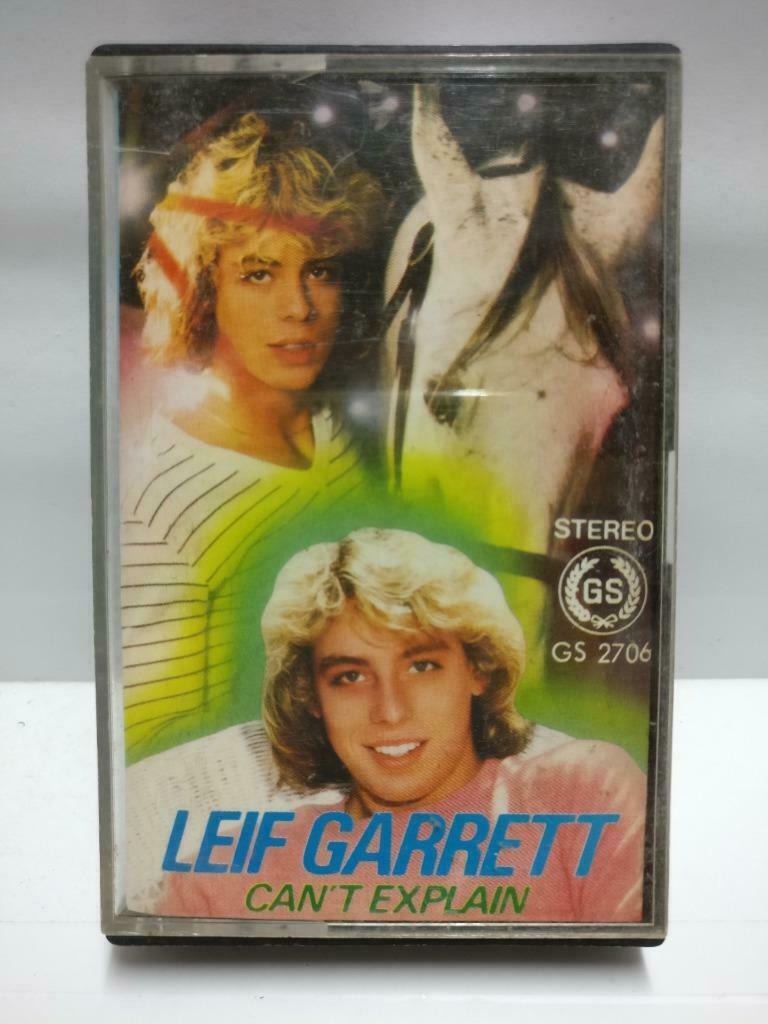 STEREO
GS
GS 2706
LEIF GARRETT
CAN'T EXPLAIN